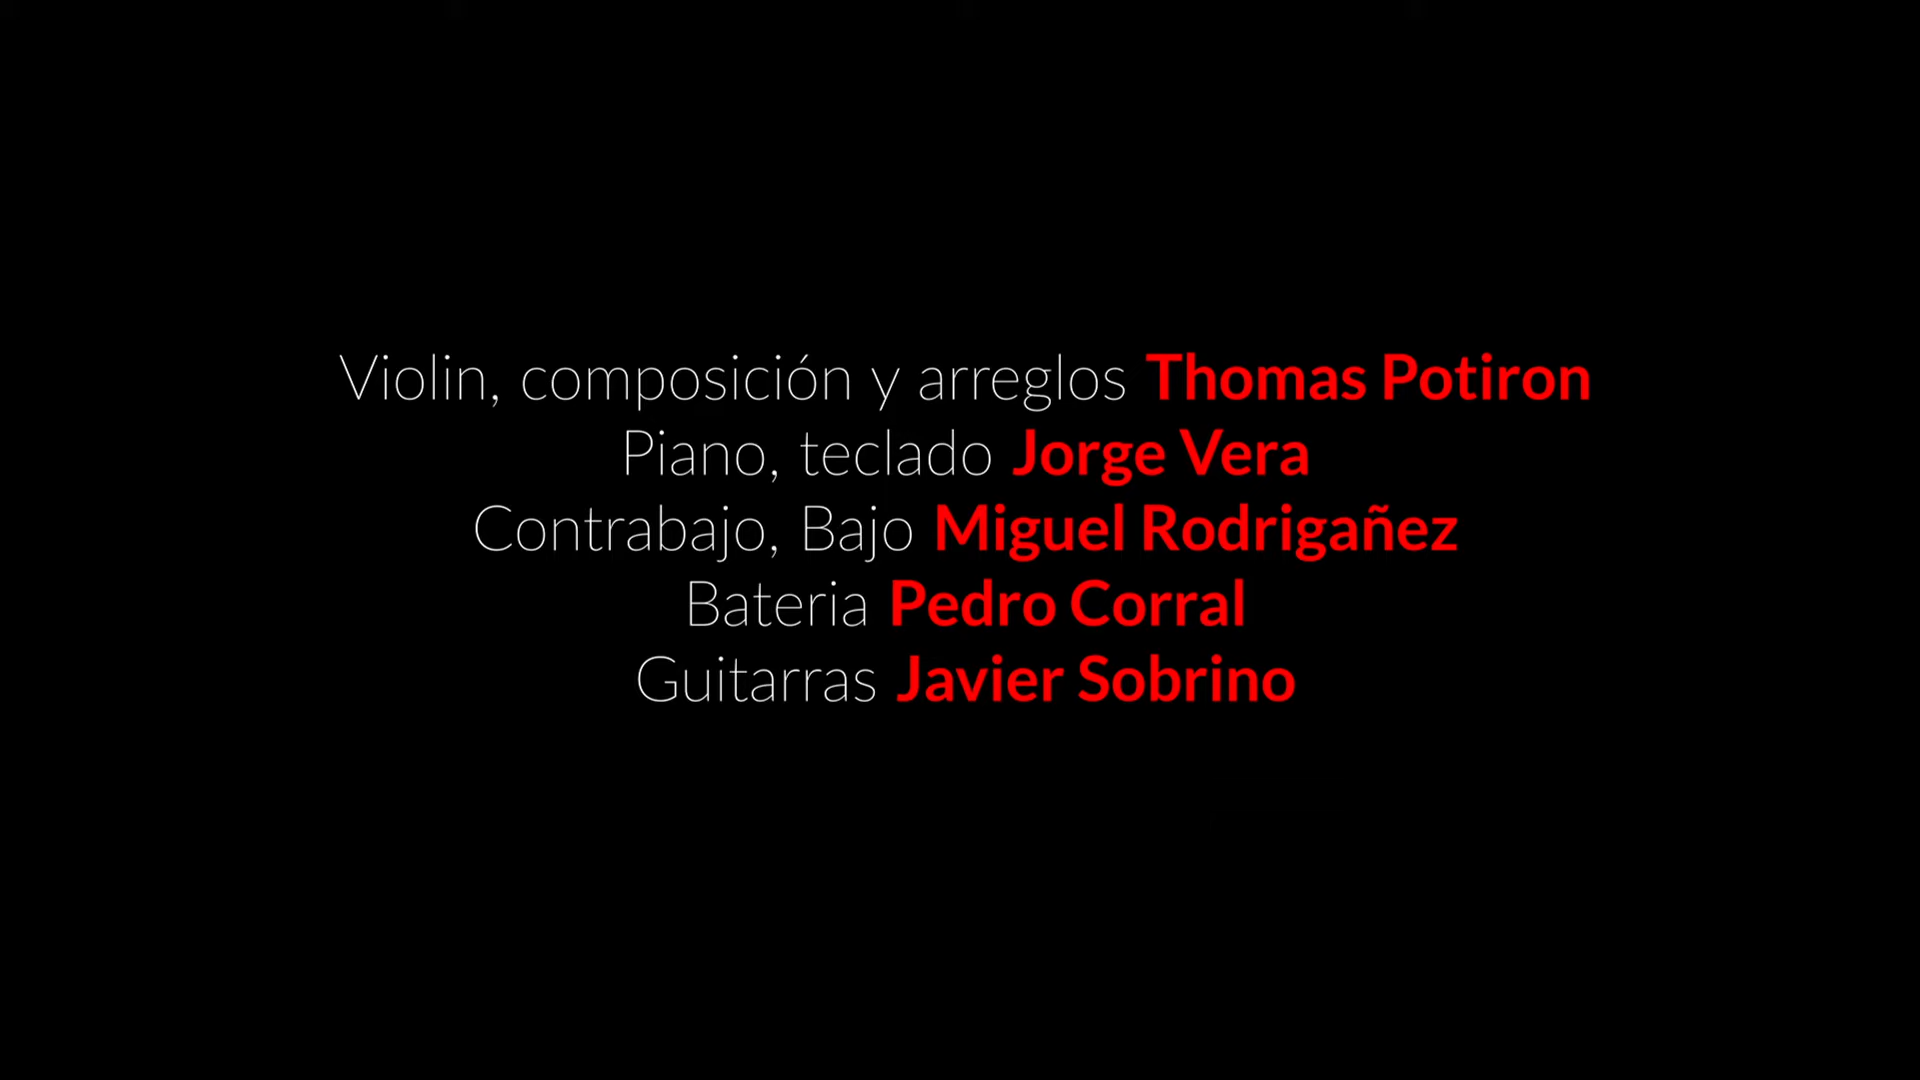 Violin, composición y arreglos Thomas Potiron
Piano, teclado Jorge Vera
Contrabajo, Bajo Miguel Rodrigañez
Bateria Pedro Corral
Guitarras Javier Sobrino